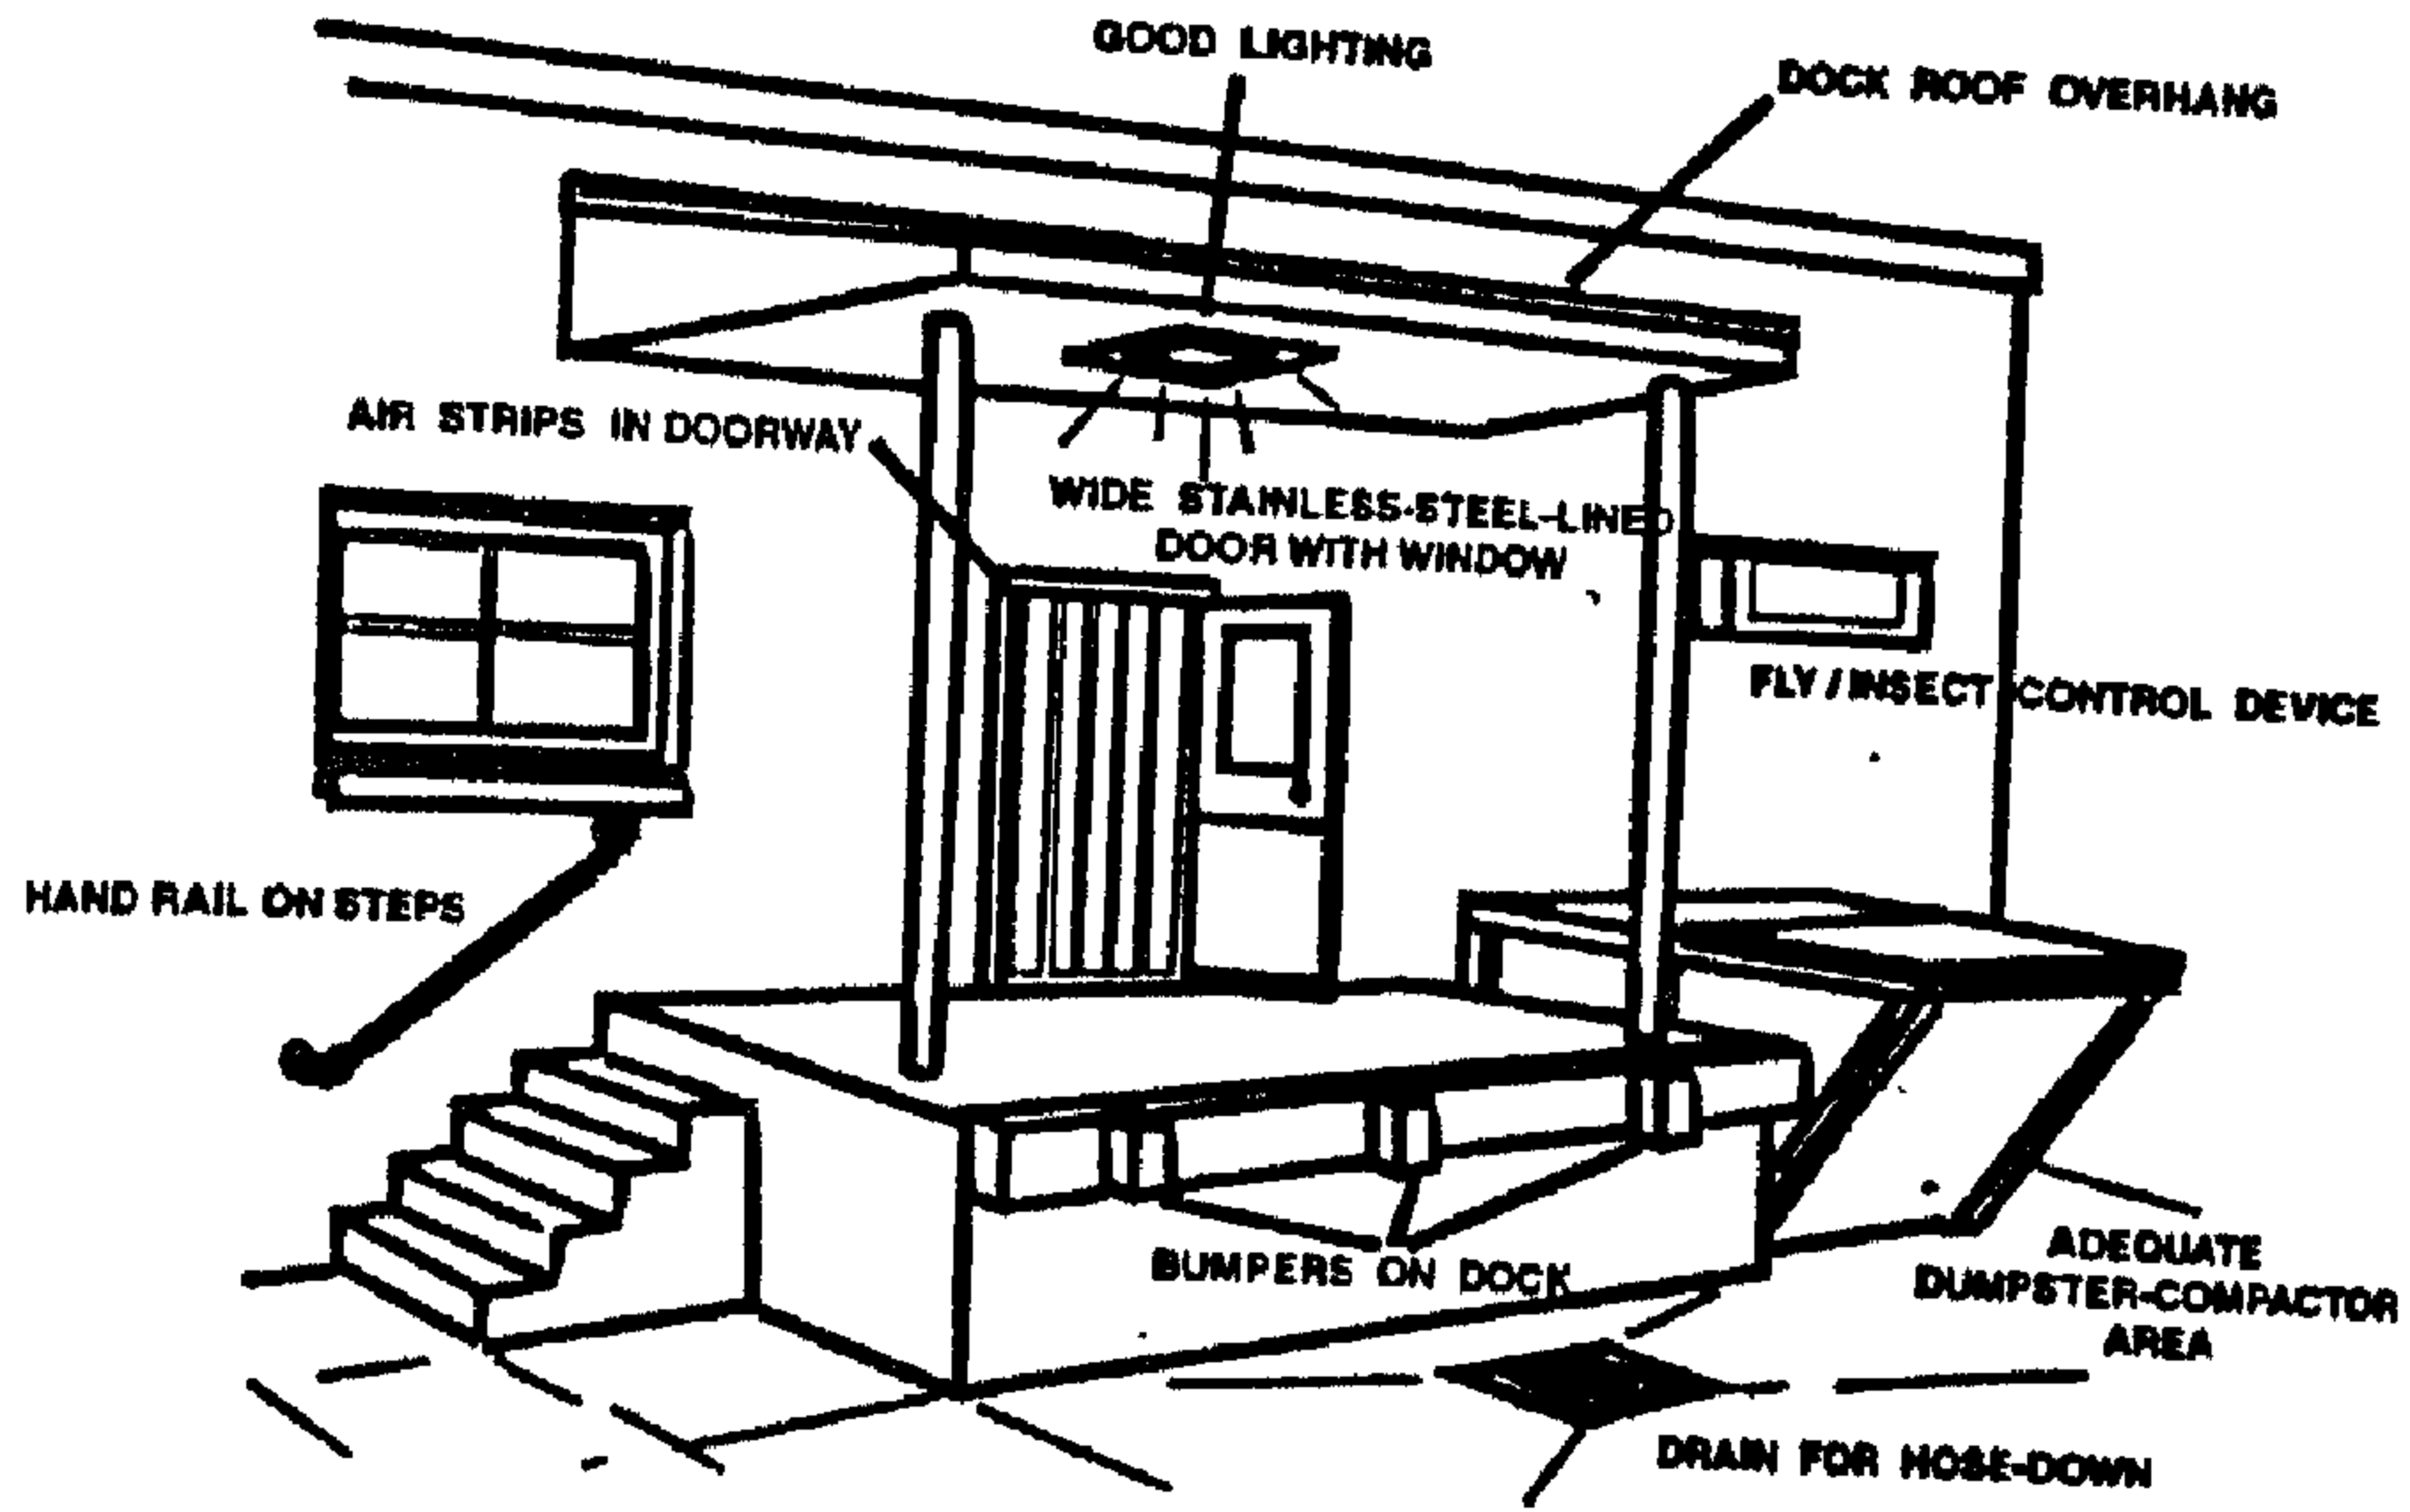 GOOD LIGHTING
DOCK ROOF OVERHANG
AIR STRIPS IN DOORWAY
WIDE STAINLESS-STEEL-LINED
DOOR WITH WINDOW
FLY/INSECT CONTROL DEVICE
HAND RAIL ON STEPS
BUMPERS ON DOCK
ADEQUATE
DUMPSTER-COMPACTOR
AREA
DRAIN FOR HOSE-DOWN